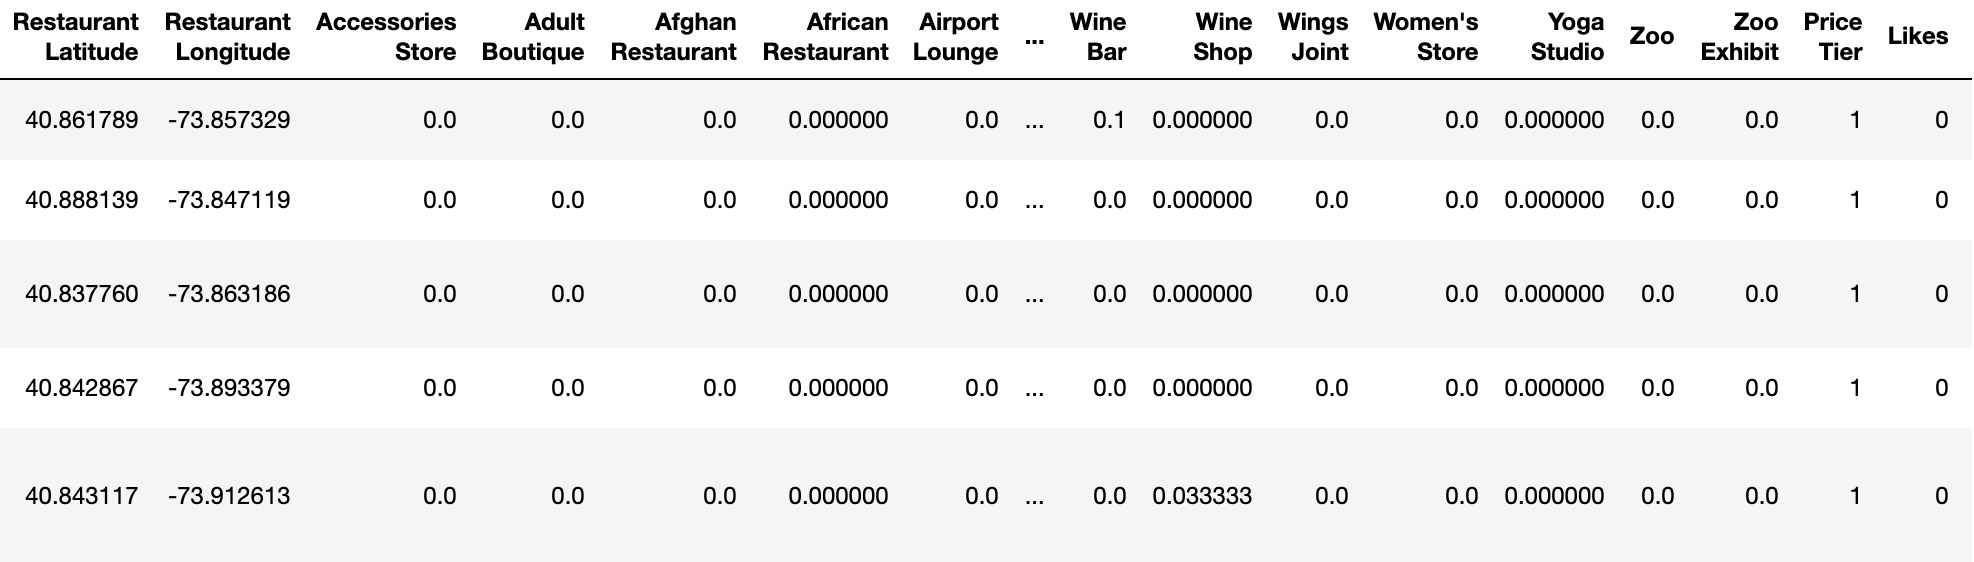 Restaurant Restaurant Accessories Adult Afghan African Airport Wine Wine Wings Women's Yoga Zoo Price
Latitude Longitude Store Boutique Restaurant Restaurant Lounge ... Bar Shop Joint Store Studio Zoo Exhibit Tier Likes
40.861789 -73.857329 0.0 0.0 0.0 0.000000 0.0 ... 0.1 0.000000 0.0 0.0 0.000000 0.0 0.0 1 0
40.888139 -73.847119 0.0 0.0 0.0 0.000000 0.0 ... 0.0 0.000000 0.0 0.0 0.000000 0.0 0.0 1 0
40.837760 -73.863186 0.0 0.0 0.0 0.000000 0.0 ... 0.0 0.000000 0.0 0.0 0.000000 0.0 0.0 1 0
40.842867 -73.893379 0.0 0.0 0.0 0.000000 0.0 ... 0.0 0.000000 0.0 0.0 0.000000 0.0 0.0 1 0
40.843117 -73.912613 0.0 0.0 0.0 0.000000 0.0 ... 0.0 0.033333 0.0 0.0 0.000000 0.0 0.0 1 0